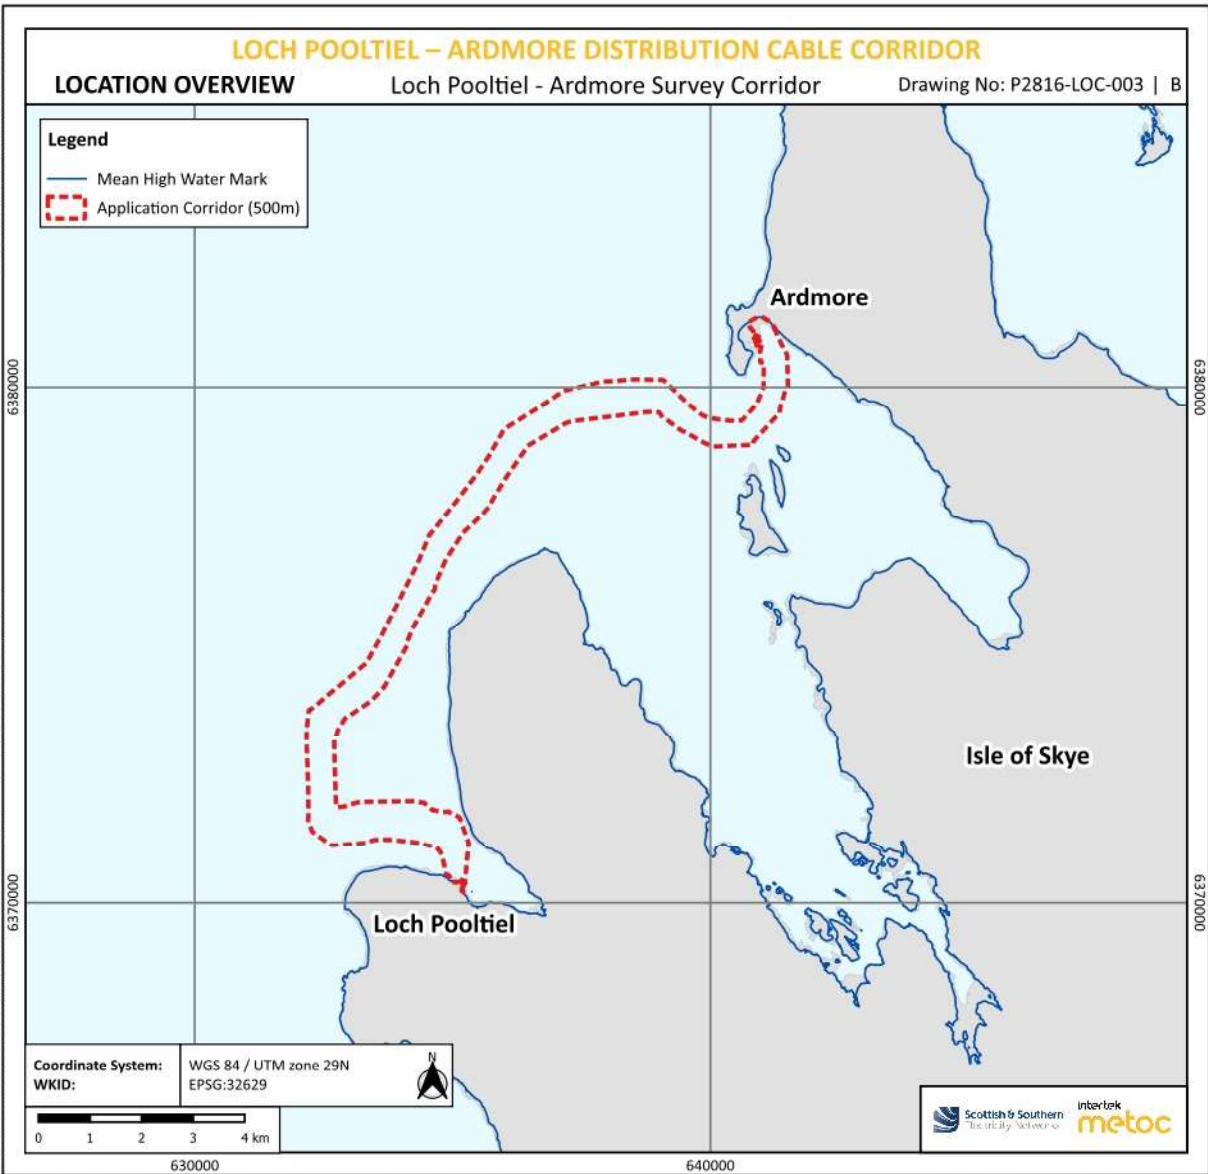 LOCH POOLTIEL – ARDMORE DISTRIBUTION CABLE CORRIDOR
LOCATION OVERVIEW Loch Pooltiel - Ardmore Survey Corridor Drawing No: P2816-LOC-003 | B
Legend
Mean High Water Mark
Application Corridor (500m)
Ardmore
6380000 6380000
Isle of Skye
6370000 6370000
Loch Pooltiel
Coordinate System: WGS 84 / UTM zone 29N
WKID: EPSG:32629
N
0 1 2 3 4 km
Scottish & Southern
Electricity Networks
intertek
metoc
630000 640000